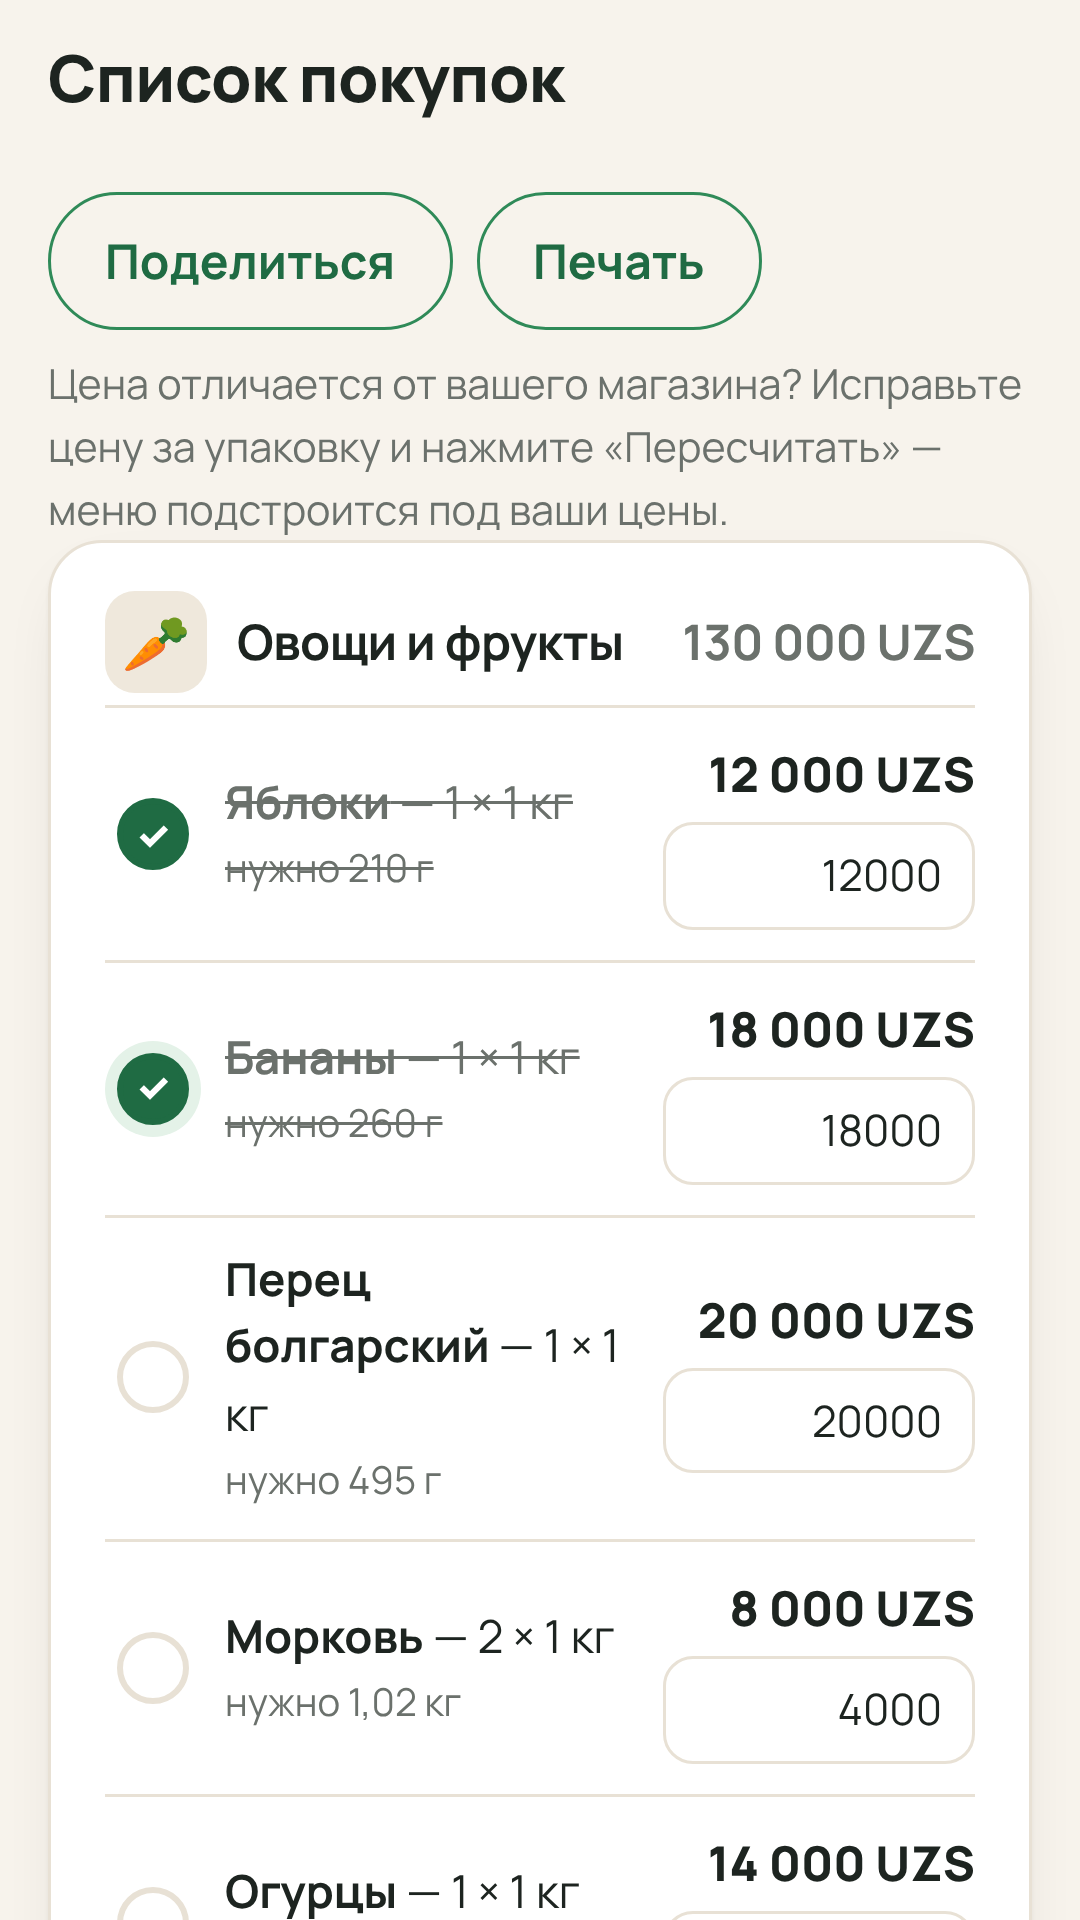 Список покупок
Поделиться
Печать
Цена отличается от вашего магазина? Исправьте
цену за упаковку и нажмите «Пересчитать» —
меню подстроится под ваши цены.
Овощи и фрукты
130 000 UZS
Яблоки — 1 × 1 кг
нужно 210 г
12 000 UZS
12000
Бананы — 1 × 1 кг
нужно 260 г
18 000 UZS
18000
Перец
болгарский — 1 × 1
кг
нужно 495 г
20 000 UZS
20000
Морковь — 2 × 1 кг
нужно 1,02 кг
8 000 UZS
4000
Огурцы — 1 × 1 кг
14 000 UZS